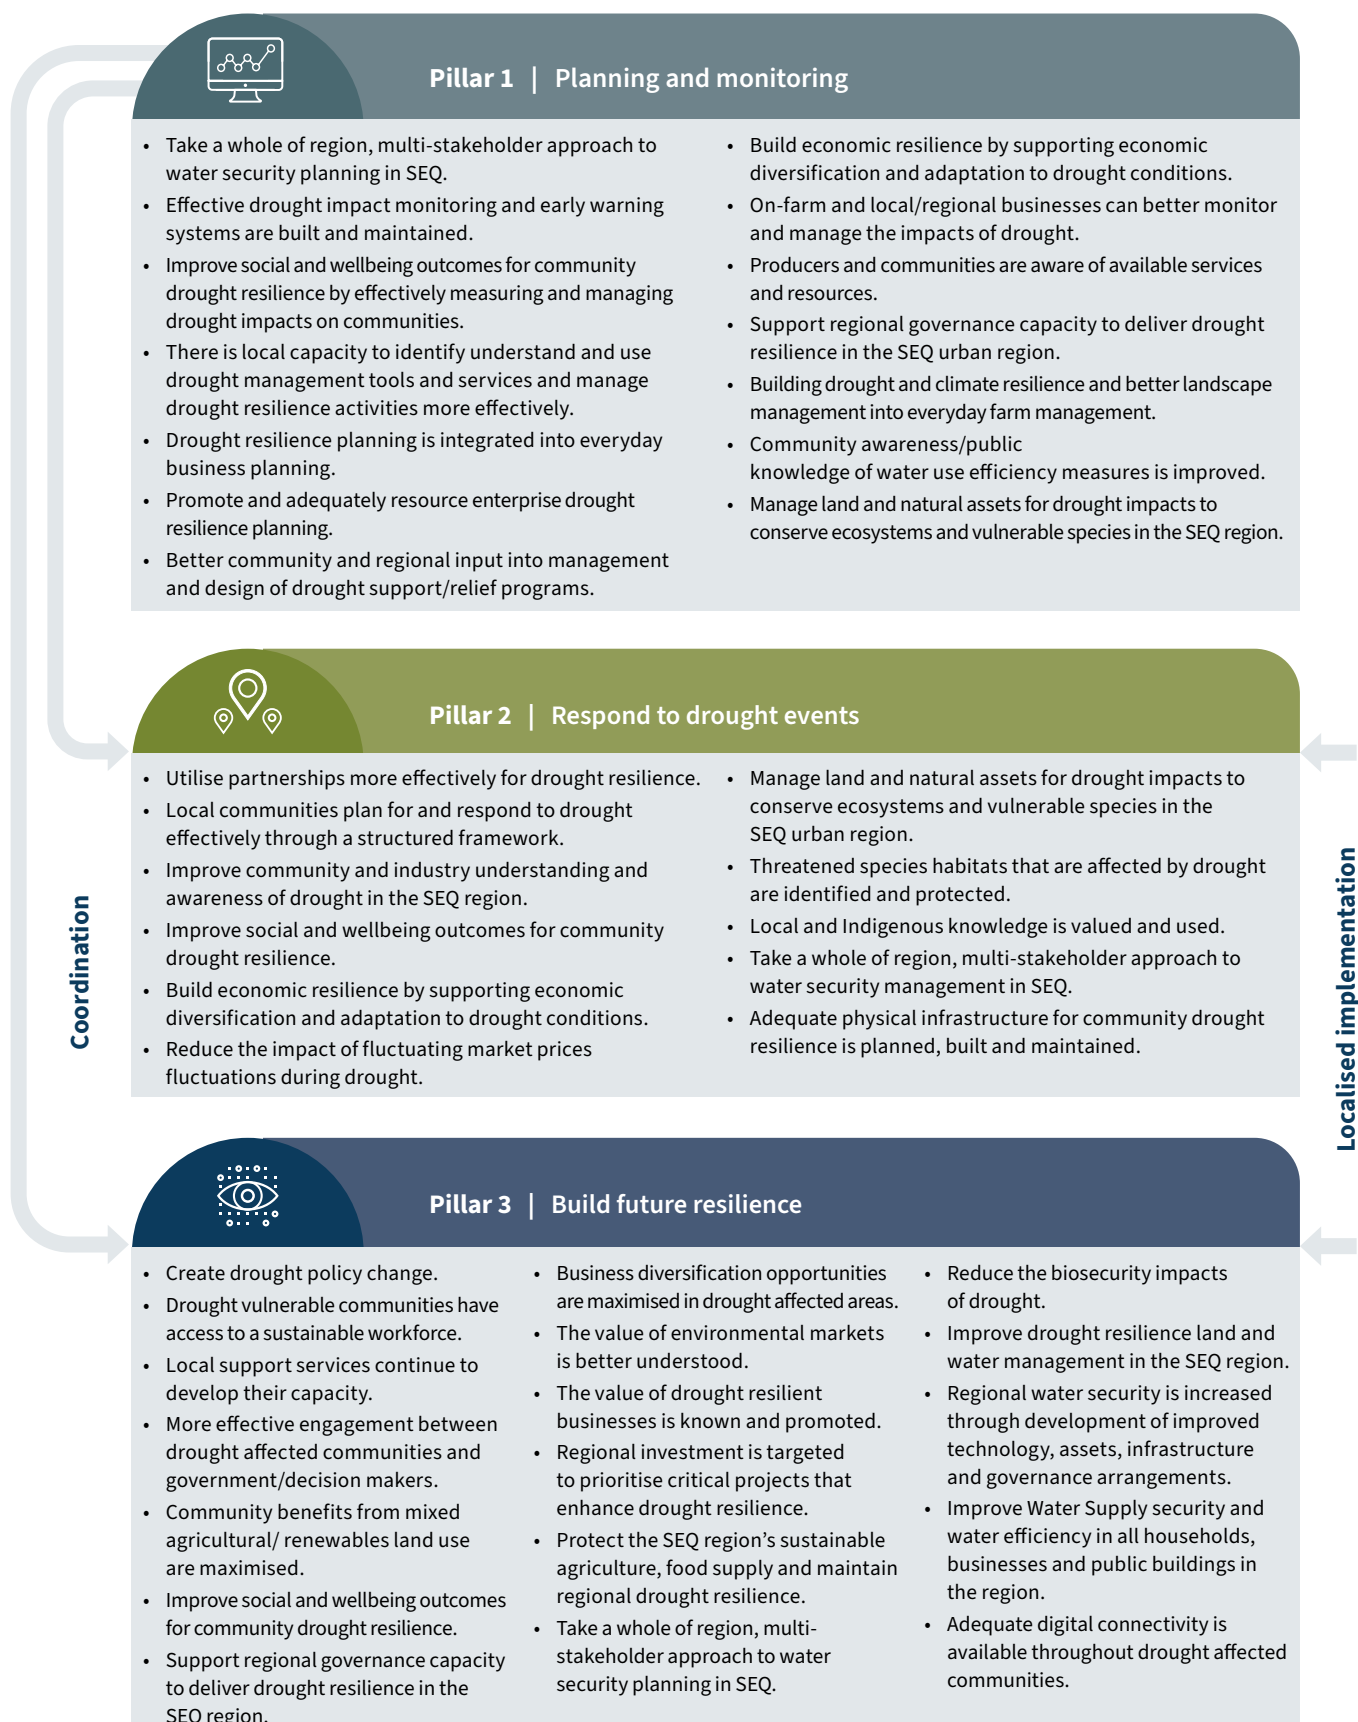 Pillar 1 | Planning and monitoring
• Take a whole of region, multi-stakeholder approach to
water security planning in SEQ.
• Effective drought impact monitoring and early warning
systems are built and maintained.
• Improve social and wellbeing outcomes for community
drought resilience by effectively measuring and managing
drought impacts on communities.
• There is local capacity to identify understand and use
drought management tools and services and manage
drought resilience activities more effectively.
• Drought resilience planning is integrated into everyday
business planning.
• Promote and adequately resource enterprise drought
resilience planning.
• Better community and regional input into management
and design of drought support/relief programs.
• Build economic resilience by supporting economic
diversification and adaptation to drought conditions.
• On-farm and local/regional businesses can better monitor
and manage the impacts of drought.
• Producers and communities are aware of available services
and resources.
• Support regional governance capacity to deliver drought
resilience in the SEQ urban region.
• Building drought and climate resilience and better landscape
management into everyday farm management.
• Community awareness/public
knowledge of water use efficiency measures is improved.
• Manage land and natural assets for drought impacts to
conserve ecosystems and vulnerable species in the SEQ region.
Pillar 2 | Respond to drought events
• Utilise partnerships more effectively for drought resilience.
• Local communities plan for and respond to drought
effectively through a structured framework.
• Improve community and industry understanding and
awareness of drought in the SEQ region.
• Improve social and wellbeing outcomes for community
drought resilience.
• Build economic resilience by supporting economic
diversification and adaptation to drought conditions.
• Reduce the impact of fluctuating market prices
fluctuations during drought.
• Manage land and natural assets for drought impacts to
conserve ecosystems and vulnerable species in the
SEQ urban region.
• Threatened species habitats that are affected by drought
are identified and protected.
• Local and Indigenous knowledge is valued and used.
• Take a whole of region, multi-stakeholder approach to
water security management in SEQ.
• Adequate physical infrastructure for community drought
resilience is planned, built and maintained.
Coordination
Localised implementation
Pillar 3 | Build future resilience
• Create drought policy change.
• Drought vulnerable communities have
access to a sustainable workforce.
• Local support services continue to
develop their capacity.
• More effective engagement between
drought affected communities and
government/decision makers.
• Community benefits from mixed
agricultural/ renewables land use
are maximised.
• Improve social and wellbeing outcomes
for community drought resilience.
• Support regional governance capacity
to deliver drought resilience in the
SEQ region.
• Business diversification opportunities
are maximised in drought affected areas.
• The value of environmental markets
is better understood.
• The value of drought resilient
businesses is known and promoted.
• Regional investment is targeted
to prioritise critical projects that
enhance drought resilience.
• Protect the SEQ region's sustainable
agriculture, food supply and maintain
regional drought resilience.
• Take a whole of region, multi-
stakeholder approach to water
security planning in SEQ.
• Reduce the biosecurity impacts
of drought.
• Improve drought resilience land and
water management in the SEQ region.
• Regional water security is increased
through development of improved
technology, assets, infrastructure
and governance arrangements.
• Improve Water Supply security and
water efficiency in all households,
businesses and public buildings in
the region.
• Adequate digital connectivity is
available throughout drought affected
communities.